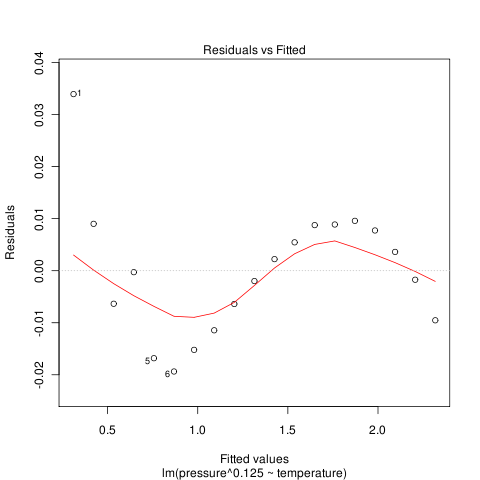 Residuals vs Fitted
Residuals
0.04
0.03
0.02
0.01
0.00
-0.01
-0.02
1
5
6
0.5 1.0 1.5 2.0
Fitted values
lm(pressure^0.125 ~ temperature)